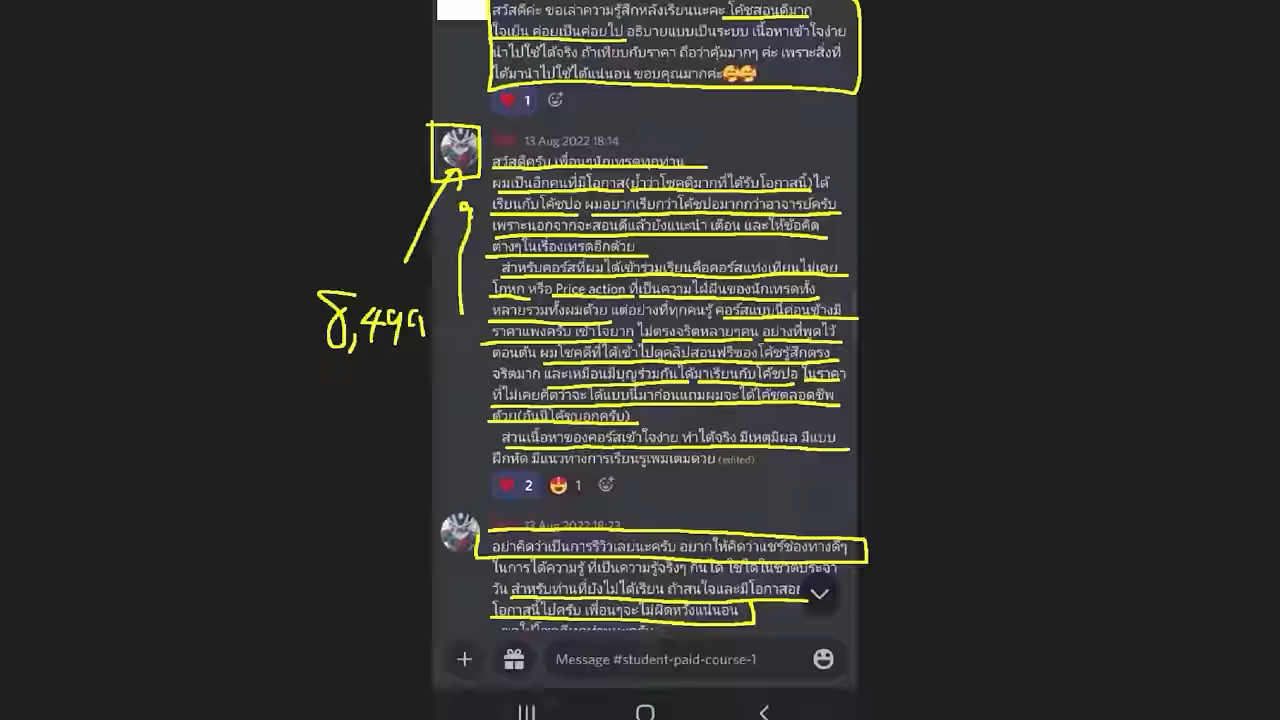 สวัสดีค่ะ ขอเล่าความรู้สึกหลังเรียนนะคะ โค้ชสอนดีมาก
ใจเย็น ค่อยเป็นค่อยไป อธิบายแบบเป็นระบบ เนื้อหาเข้าใจง่าย
นำไปใช้ได้จริง ถ้าเทียบกับราคา ถือว่าคุ้มมากๆ ค่ะ เพราะสิ่งที่
ได้มานำไปใช้ได้แน่นอน ขอบคุณมากค่ะ🥰🥰
1
13 Aug 2022 18:14
สวัสดีครับ เพื่อนๆนักเทรดทุกท่าน
ผมเป็นอีกคนที่มีโอกาส(ย้ำว่าโชคดีมากที่ได้รับโอกาสนี้)ได้
เรียนกับโค้ชปอ ผมอยากเรียกว่าโค้ชปอมากกว่าอาจารย์ครับ
เพราะนอกจากจะสอนดีแล้วยังแนะนำ เตือน และให้ข้อคิด
ต่างๆในเรื่องเทรดอีกด้วย
สำหรับคอร์สที่ผมได้เข้าร่วมเรียนคือคอร์สแท่งเทียนไม่เคย
โกหก หรือ Price action ที่เป็นความใฝ่ฝันของนักเทรดทั้ง
หลายรวมทั้งผมด้วย แต่อย่างที่ทุกคนรู้ คอร์สแบบนี้ค่อนข้างมี
ราคาแพงครับ เข้าใจยาก ไม่ตรงจริตหลายๆคน อย่างที่พูดไว้
ตอนต้น ผมโชคดีที่ได้เข้าไปดูคลิปสอนฟรีของโค้ชรู้สึกตรง
จริตมาก และเหมือนมีบุญร่วมกันได้มาเรียนกับโค้ชปอ ในราคา
ที่ไม่เคยคิดว่าจะได้แบบนี้มาก่อนแถมผมจะได้โค้ชตลอดชีพ
ด้วย(อันนี้โค้ชบอกครับ)
ส่วนเนื้อหาของคอร์สเข้าใจง่าย ทำได้จริง มีเหตุมีผล มีแบบ
ฝึกหัด มีแนวทางการเรียนรู้เพิ่มเติมด้วย (edited)
2 1
8,499
13 Aug 2022 18:23
อย่าคิดว่าเป็นการรีวิวเลยนะครับ อยากให้คิดว่าแชร์ช่องทางดีๆ
ในการได้ความรู้ ที่เป็นความรู้จริงๆ กินได้ ใช้ได้ในชีวิตประจำ
วัน สำหรับท่านที่ยังไม่ได้เรียน ถ้าสนใจและมีโอกาส
โอกาสนี้ไปครับ เพื่อนๆจะไม่ผิดหวังแน่นอน
Message #student-paid-course-1